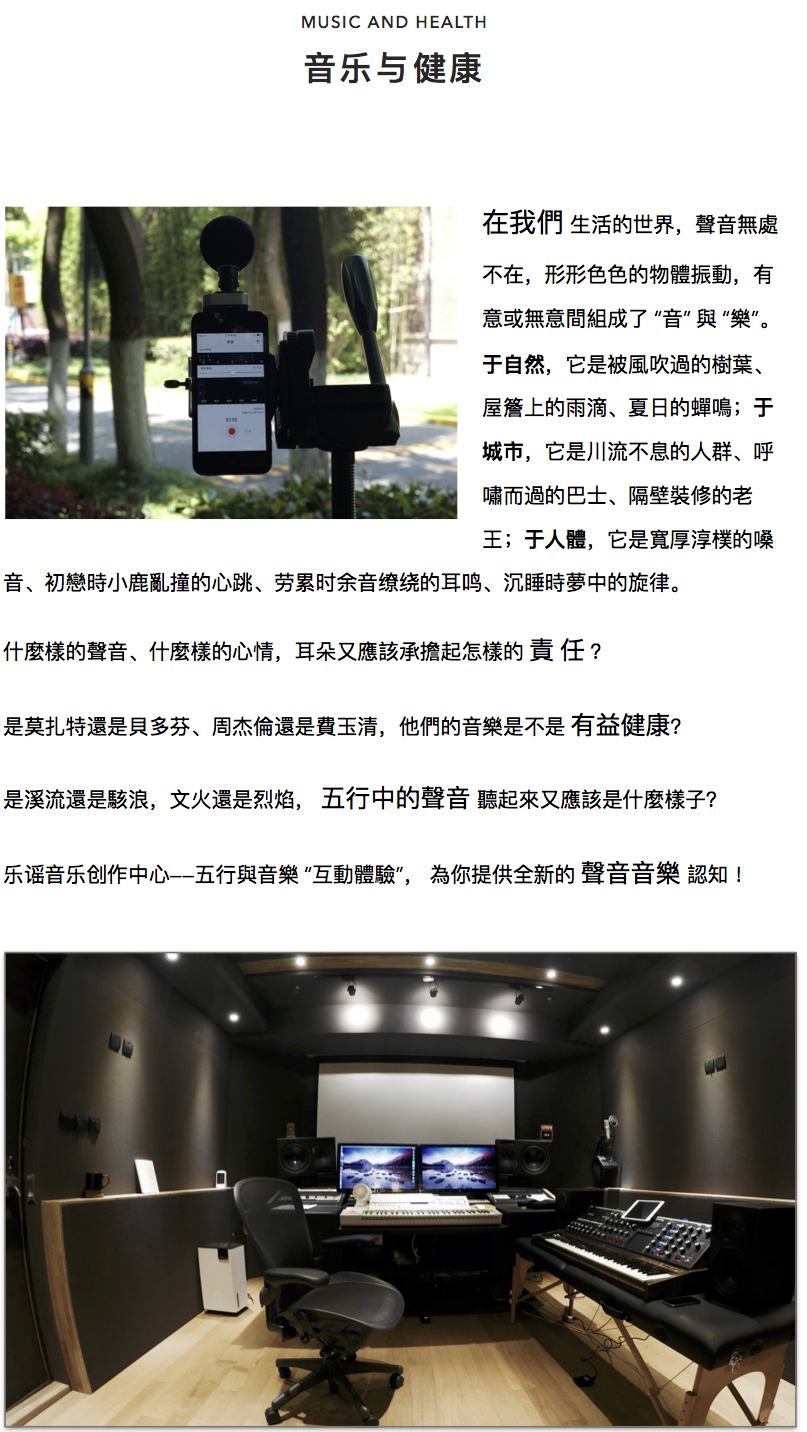 MUSIC AND HEALTH
音乐与健康
在我們 生活的世界，聲音無處
不在，形形色色的物體振動，有
意或無意間組成了 “音” 與 “樂”。
于自然，它是被風吹過的樹葉、
屋簷上的雨滴、夏日的蟬鳴；于
城市，它是川流不息的人群、呼
嘯而過的巴士、隔壁裝修的老
王；于人體，它是寬厚淳樸的嗓
音、初戀時小鹿亂撞的心跳、劳累时余音缭绕的耳鸣、沉睡時夢中的旋律。
什麼樣的聲音、什麼樣的心情，耳朵又應該承擔起怎樣的 責 任 ？
是莫扎特還是貝多芬、周杰倫還是費玉清，他們的音樂是不是 有益健康?
是溪流還是駭浪，文火還是烈焰， 五行中的聲音 聽起來又應該是什麼樣子?
乐谣音乐创作中心——五行與音樂 “互動體驗”， 為你提供全新的 聲音音樂 認知！